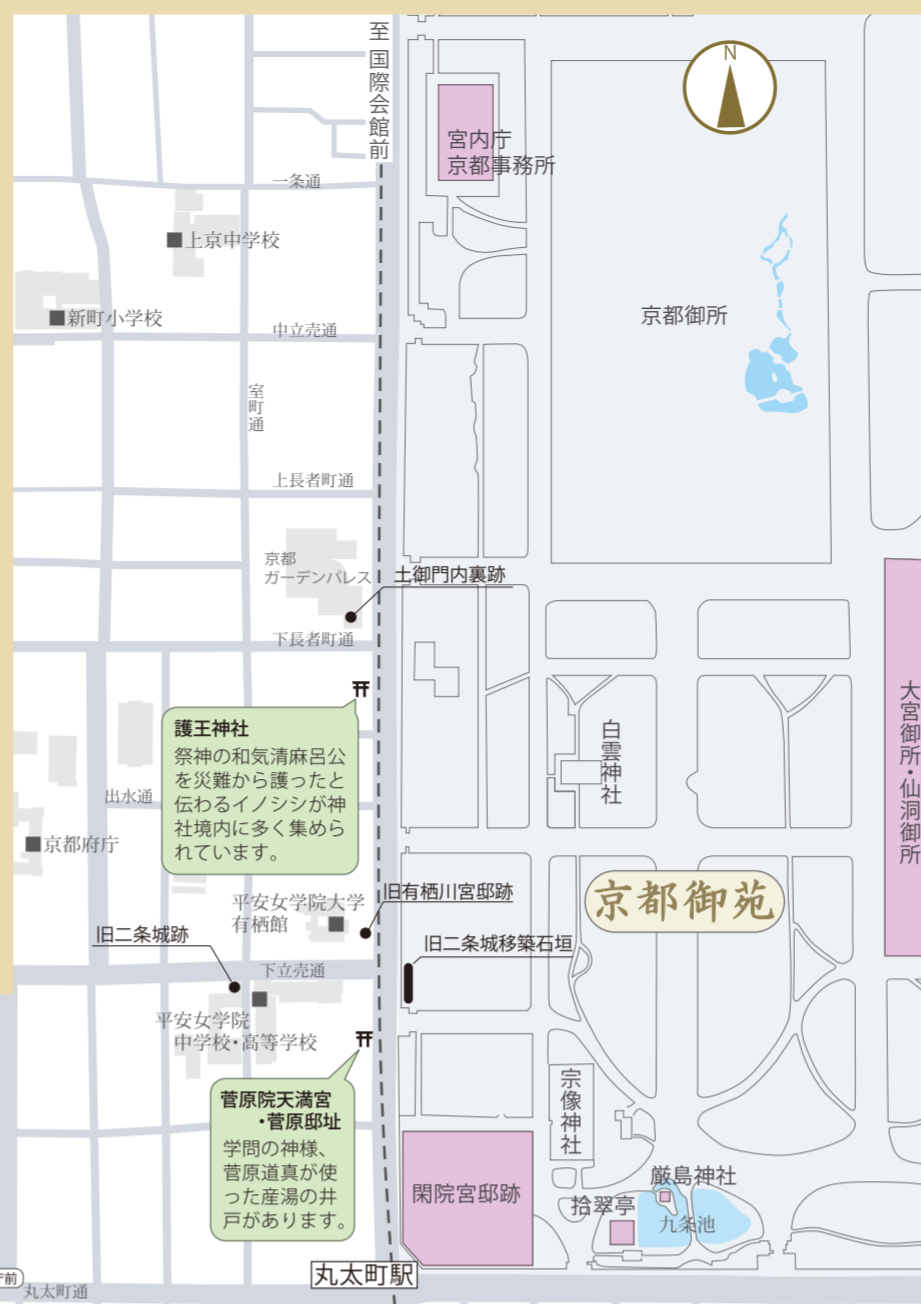 至 国際会館前
N
宮内庁
京都事務所
一条通
■上京中学校
■新町小学校
京都御所
中立売通
室町通
上長者町通
京都
ガーデンパレス
土御門内裏跡
下長者町通
大宮御所・仙洞御所
護王神社
祭神の和気清麻呂公
を災難から護ったと
伝わるイノシシが神
社境内に多く集めら
れています。
白雲神社
出水通
■京都府庁
平安女学院大学
有栖館
旧有栖川宮邸跡
京都御苑
旧二条城跡
旧二条城移築石垣
下立売通
平安女学院
中学校・高等学校
菅原院天満宮
・菅原邸址
学問の神様、
菅原道真が使
った産湯の井
戸があります。
宗像神社
閑院宮邸跡
厳島神社
拾翠亭
九条池
丸太町駅
前
丸太町通